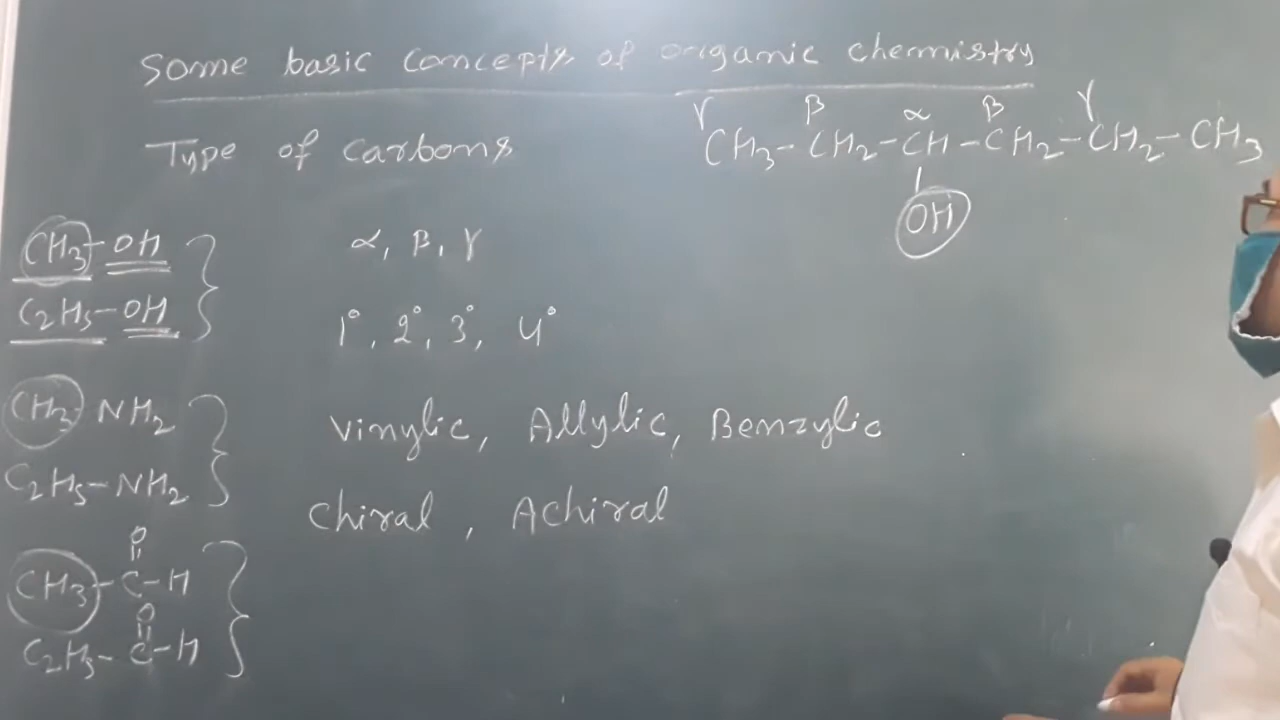 Some basic concepts of organic chemistry
Type of carbons
γ β α β γ
CH3-CH2-CH-CH2-CH2-CH3
OH
CH3-OH
C2H5-OH
α, β, γ
1°, 2°, 3°, 4°
CH3 NH2
C2H5-NH2
Vinylic, Allylic, Benzylic
Chiral, Achiral
O
CH3-C-H
O
C2H5-C-H